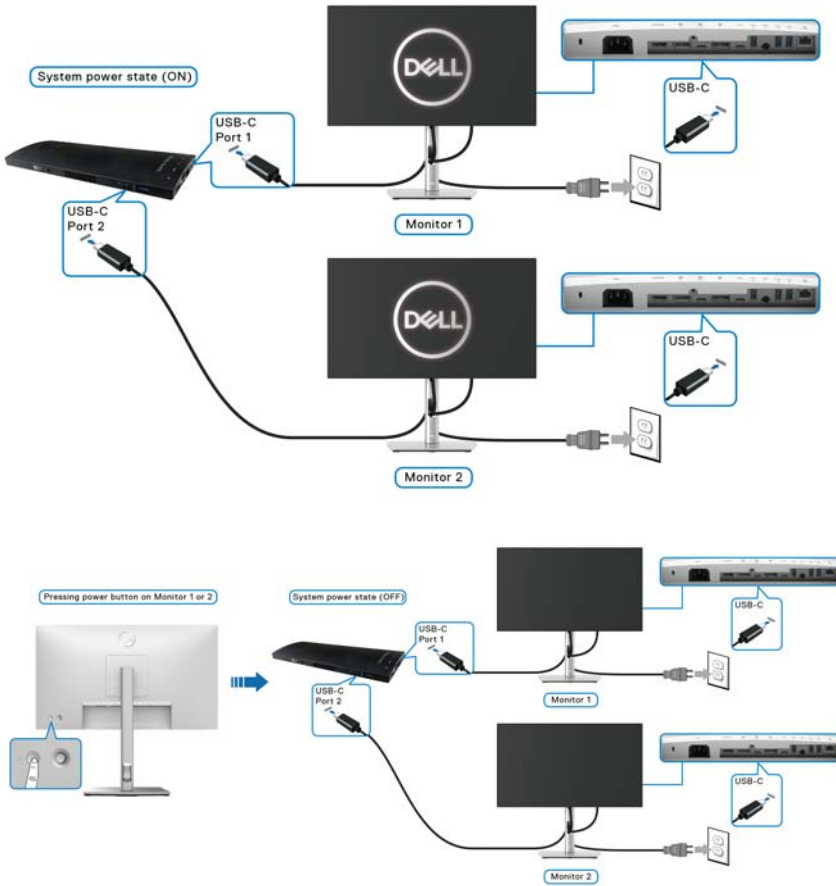 System power state (ON)
USB-C
Port 1
DELL
USB-C
Monitor 1
USB-C
Port 2
DELL
USB-C
Monitor 2
Pressing power button on Monitor 1 or 2
System power state (OFF)
USB-C
Port 1
USB-C
Monitor 1
USB-C
Port 2
USB-C
Monitor 2